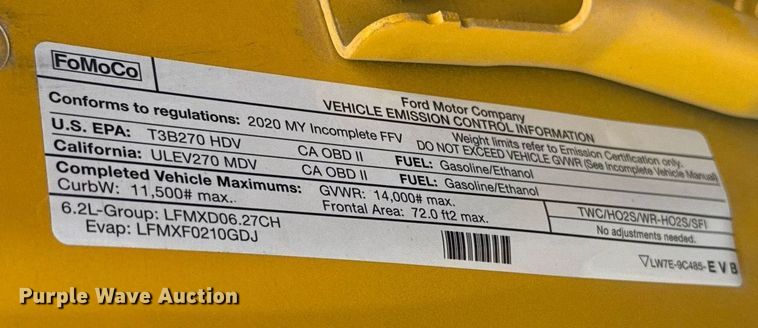 FoMoCo
Ford Motor Company
VEHICLE EMISSION CONTROL INFORMATION
Conforms to regulations: 2020 MY Incomplete FFV
Weight limits refer to Emission Certification only.
DO NOT EXCEED VEHICLE GVWR (See Incomplete Vehicle Manual)
U.S. EPA: T3B270 HDV CA OBD II FUEL: Gasoline/Ethanol
California: ULEV270 MDV CA OBD II FUEL: Gasoline/Ethanol
Completed Vehicle Maximums:
CurbW: 11,500# max.. GVWR: 14,000# max.
Frontal Area: 72.0 ft2 max.
6.2L-Group: LFMXD06.27CH
Evap: LFMXF0210GDJ
TWC/HO2S/WR-HO2S/SFI
No adjustments needed.
▽LW7E-9C485-EVB
Purple Wave Auction